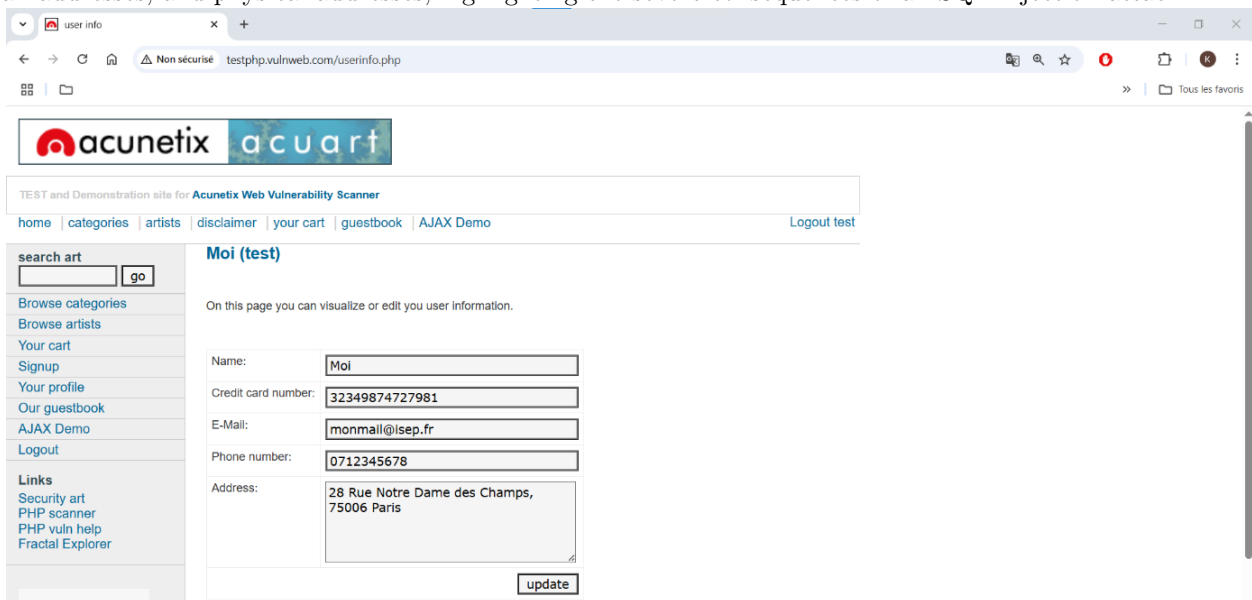 user info
Non sécurisé testphp.vulnweb.com/userinfo.php
K
Tous les favoris
acunetix acuart
TEST and Demonstration site for Acunetix Web Vulnerability Scanner
home | categories | artists | disclaimer | your cart | guestbook | AJAX Demo
Logout test
search art
go
Browse categories
Browse artists
Your cart
Signup
Your profile
Our guestbook
AJAX Demo
Logout
Links
Security art
PHP scanner
PHP vuln help
Fractal Explorer
Moi (test)
On this page you can visualize or edit you user information.
Name: Moi
Credit card number: 32349874727981
E-Mail: monmail@isep.fr
Phone number: 0712345678
Address: 28 Rue Notre Dame des Champs,
75006 Paris
update